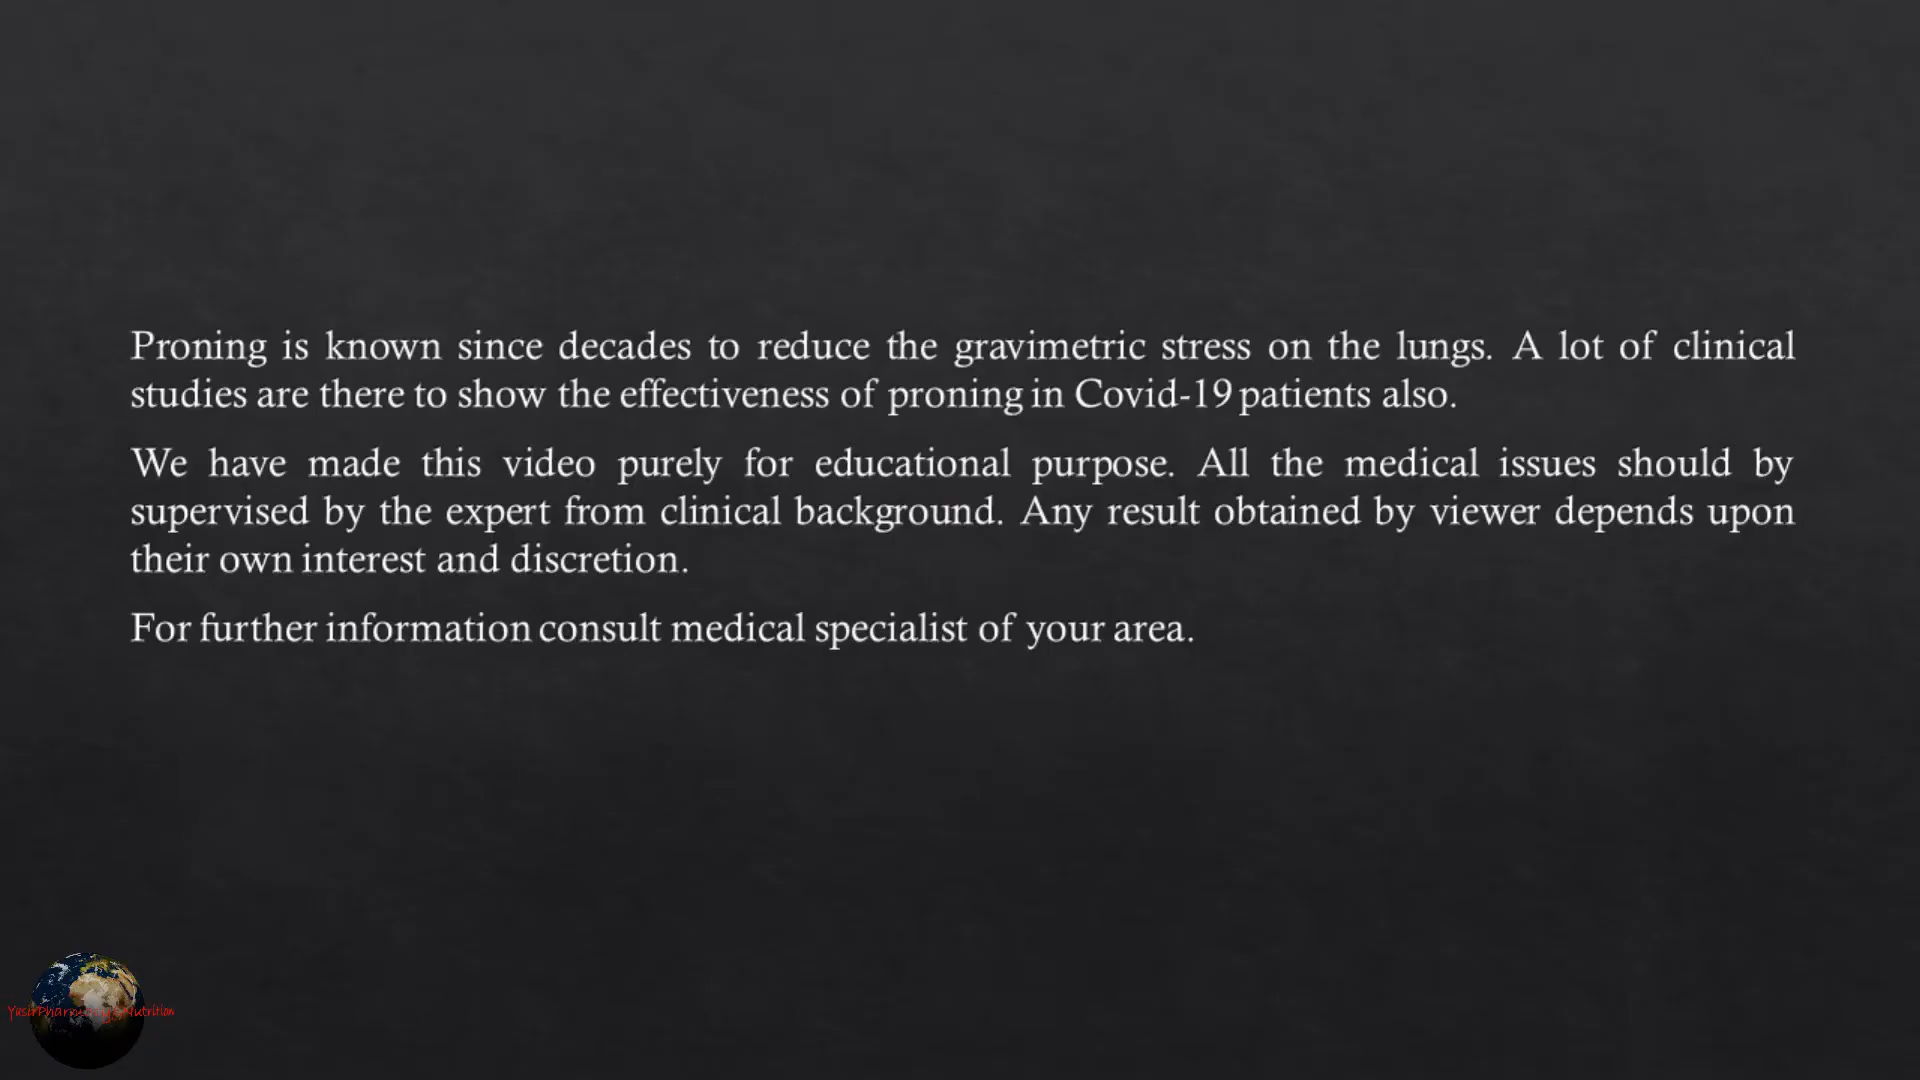 Proning is known since decades to reduce the gravimetric stress on the lungs. A lot of clinical
studies are there to show the effectiveness of proning in Covid-19 patients also.
We have made this video purely for educational purpose. All the medical issues should by
supervised by the expert from clinical background. Any result obtained by viewer depends upon
their own interest and discretion.
For further information consult medical specialist of your area.